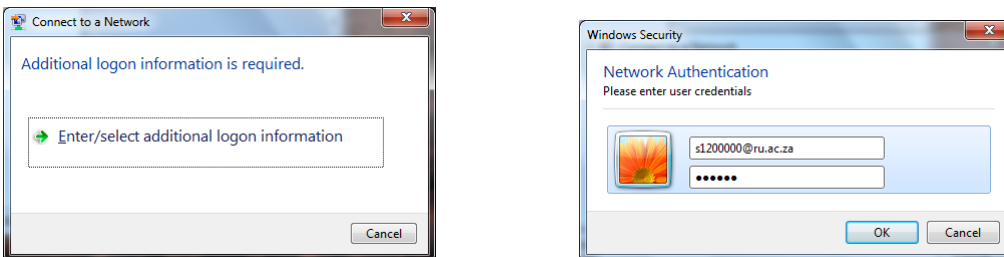 Connect to a Network
Additional logon information is required.
Enter/select additional logon information
Cancel
Windows Security
Network Authentication
Please enter user credentials
s1200000@ru.ac.za
••••••
OK
Cancel